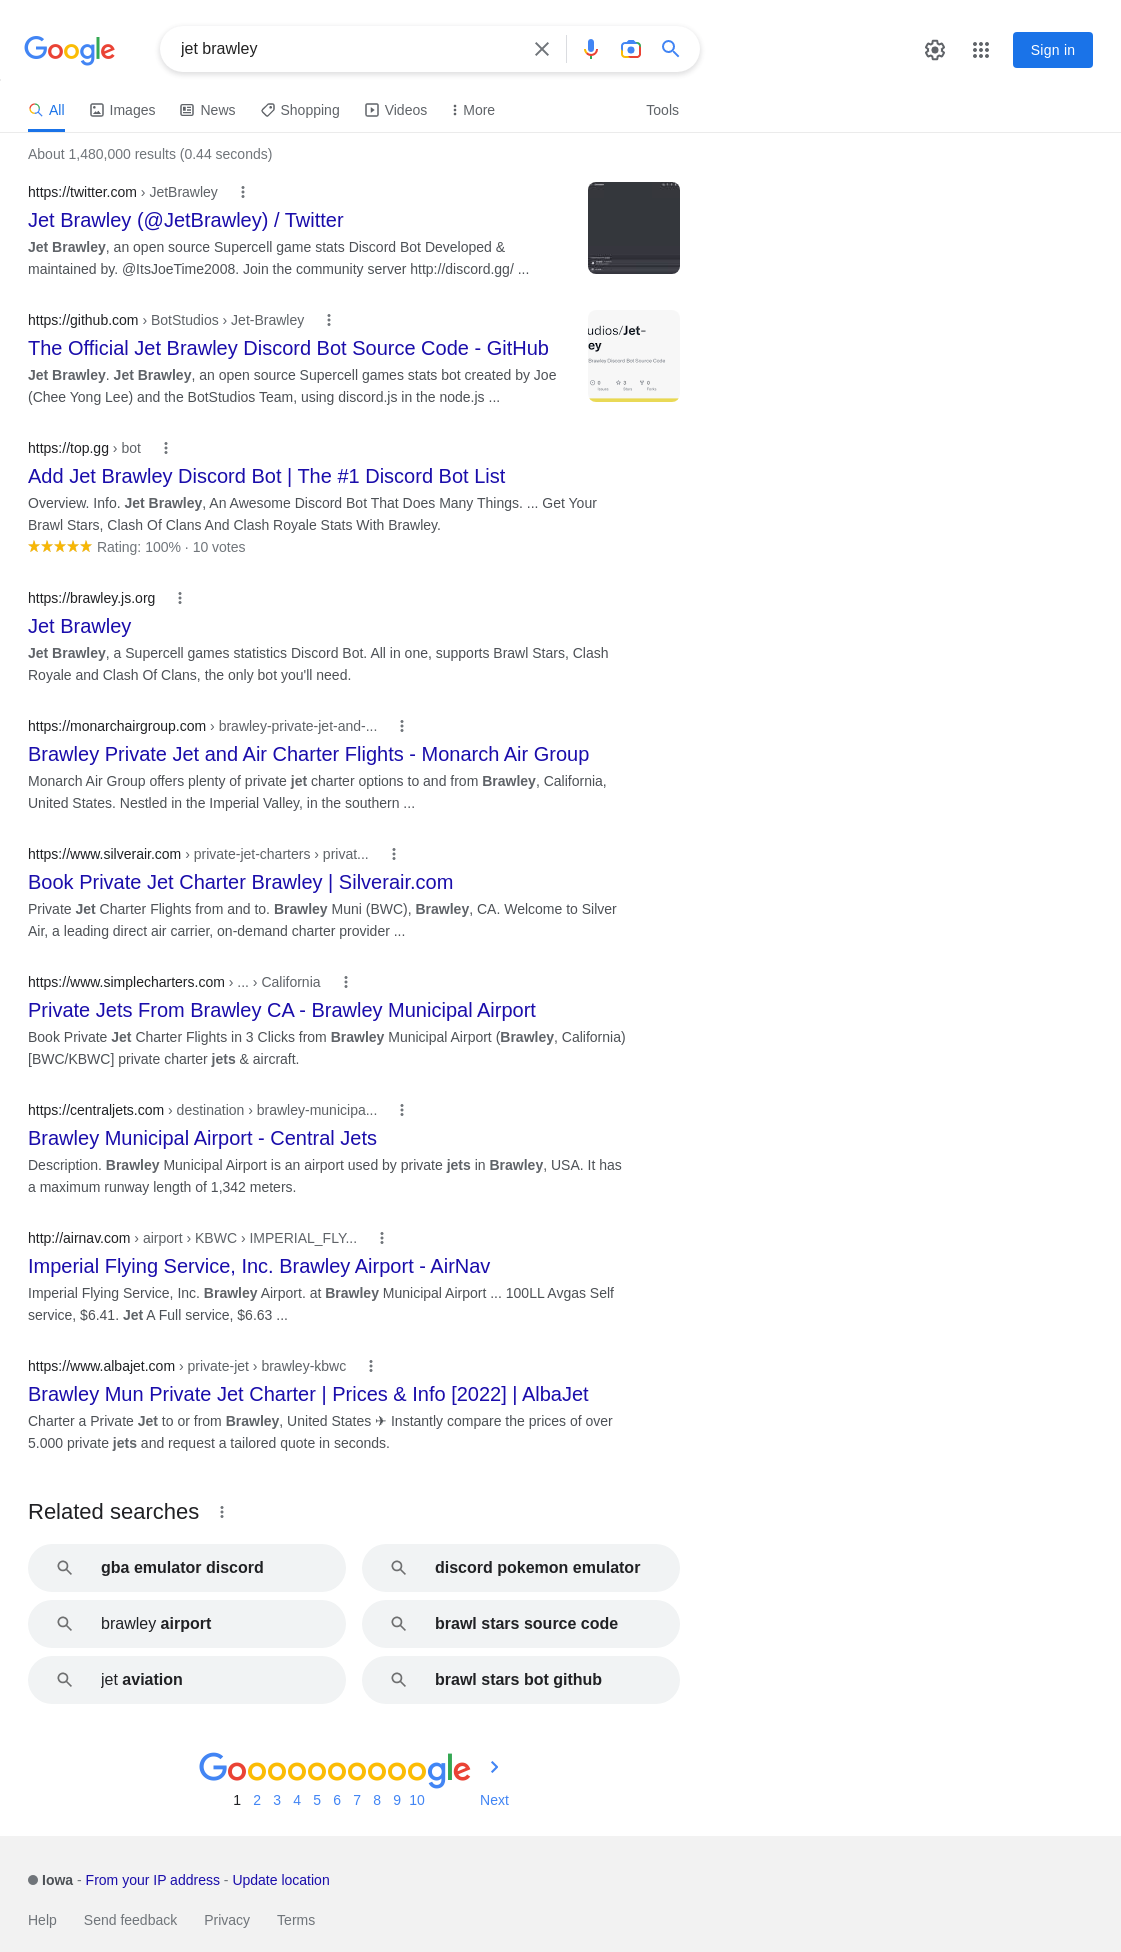 Google
jet brawley
Sign in
All Images News Shopping Videos More Tools
About 1,480,000 results (0.44 seconds)
https://twitter.com › JetBrawley
Jet Brawley (@JetBrawley) / Twitter
Jet Brawley, an open source Supercell game stats Discord Bot Developed &
maintained by. @ItsJoeTime2008. Join the community server http://discord.gg/ ...
https://github.com › BotStudios › Jet-Brawley
The Official Jet Brawley Discord Bot Source Code - GitHub
Jet Brawley. Jet Brawley, an open source Supercell games stats bot created by Joe
(Chee Yong Lee) and the BotStudios Team, using discord.js in the node.js ...
udios/Jet-
ey
Brawley Discord Bot Source Code
https://top.gg › bot
Add Jet Brawley Discord Bot | The #1 Discord Bot List
Overview. Info. Jet Brawley, An Awesome Discord Bot That Does Many Things. ... Get Your
Brawl Stars, Clash Of Clans And Clash Royale Stats With Brawley.
Rating: 100% · 10 votes
https://brawley.js.org
Jet Brawley
Jet Brawley, a Supercell games statistics Discord Bot. All in one, supports Brawl Stars, Clash
Royale and Clash Of Clans, the only bot you'll need.
https://monarchairgroup.com › brawley-private-jet-and-...
Brawley Private Jet and Air Charter Flights - Monarch Air Group
Monarch Air Group offers plenty of private jet charter options to and from Brawley, California,
United States. Nestled in the Imperial Valley, in the southern ...
https://www.silverair.com › private-jet-charters › privat...
Book Private Jet Charter Brawley | Silverair.com
Private Jet Charter Flights from and to. Brawley Muni (BWC), Brawley, CA. Welcome to Silver
Air, a leading direct air carrier, on-demand charter provider ...
https://www.simplecharters.com › ... › California
Private Jets From Brawley CA - Brawley Municipal Airport
Book Private Jet Charter Flights in 3 Clicks from Brawley Municipal Airport (Brawley, California)
[BWC/KBWC] private charter jets & aircraft.
https://centraljets.com › destination › brawley-municipa...
Brawley Municipal Airport - Central Jets
Description. Brawley Municipal Airport is an airport used by private jets in Brawley, USA. It has
a maximum runway length of 1,342 meters.
http://airnav.com › airport › KBWC › IMPERIAL_FLY...
Imperial Flying Service, Inc. Brawley Airport - AirNav
Imperial Flying Service, Inc. Brawley Airport. at Brawley Municipal Airport ... 100LL Avgas Self
service, $6.41. Jet A Full service, $6.63 ...
https://www.albajet.com › private-jet › brawley-kbwc
Brawley Mun Private Jet Charter | Prices & Info [2022] | AlbaJet
Charter a Private Jet to or from Brawley, United States ✈ Instantly compare the prices of over
5.000 private jets and request a tailored quote in seconds.
Related searches
gba emulator discord
discord pokemon emulator
brawley airport
brawl stars source code
jet aviation
brawl stars bot github
Goooooooooogle
1 2 3 4 5 6 7 8 9 10 Next
Iowa - From your IP address - Update location
Help Send feedback Privacy Terms